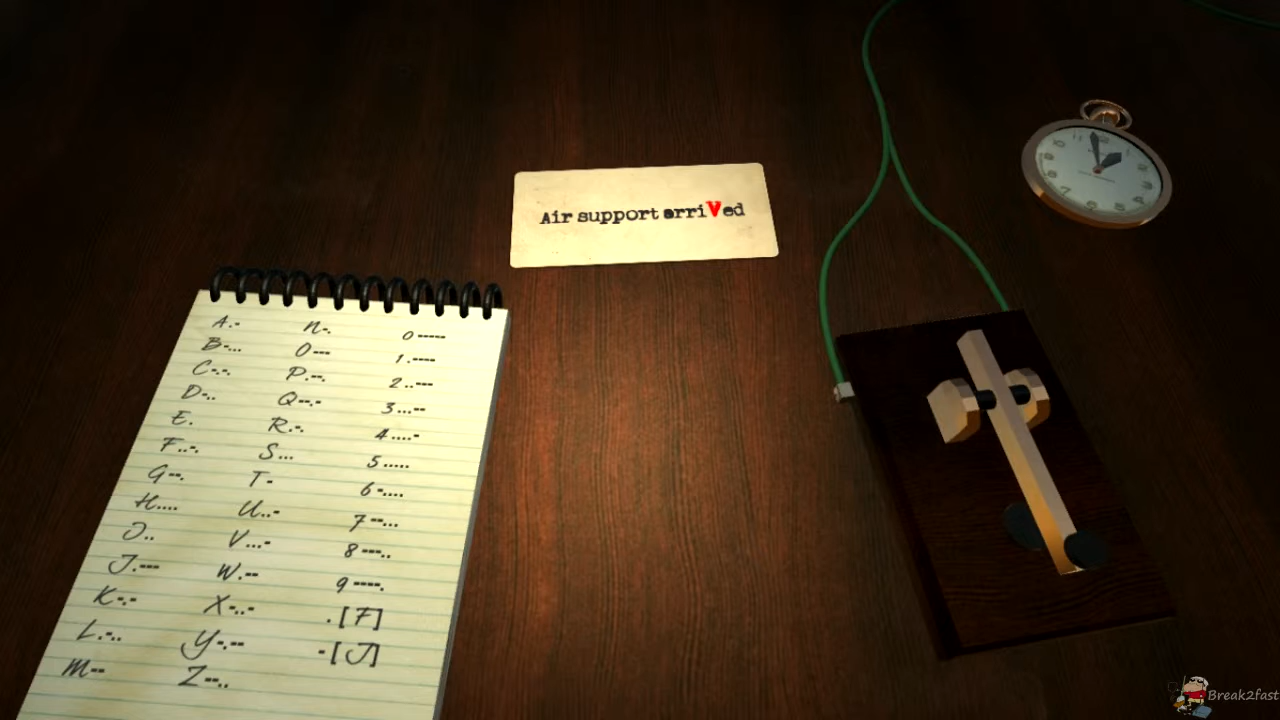 Air support arriVed
A.- N-. 0-----
B-... O--- 1.----
C-.-. P.--. 2..---
D-.. Q--.- 3...--
E. R.-. 4....-
F..-. S... 5.....
G--. T- 6-....
H.... U..- 7--...
I.. V...- 8---..
J.--- W.-- 9----.
K-.- X-..- .[F]
L.-.. Y-.-- -[J]
M-- Z--..
Break2fast